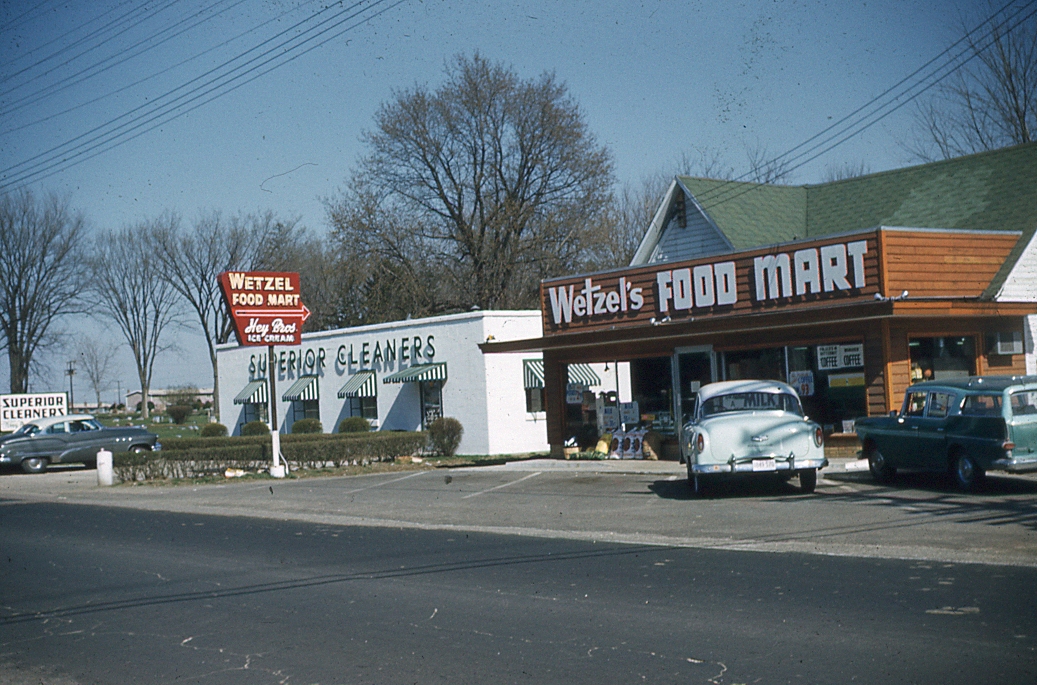 WETZEL
FOOD MART
Hey Bros.
ICE CREAM
SUPERIOR CLEANERS
SUPERIOR
CLEANERS
Wetzel's FOOD MART
MILK
COFFEE
COFFEE